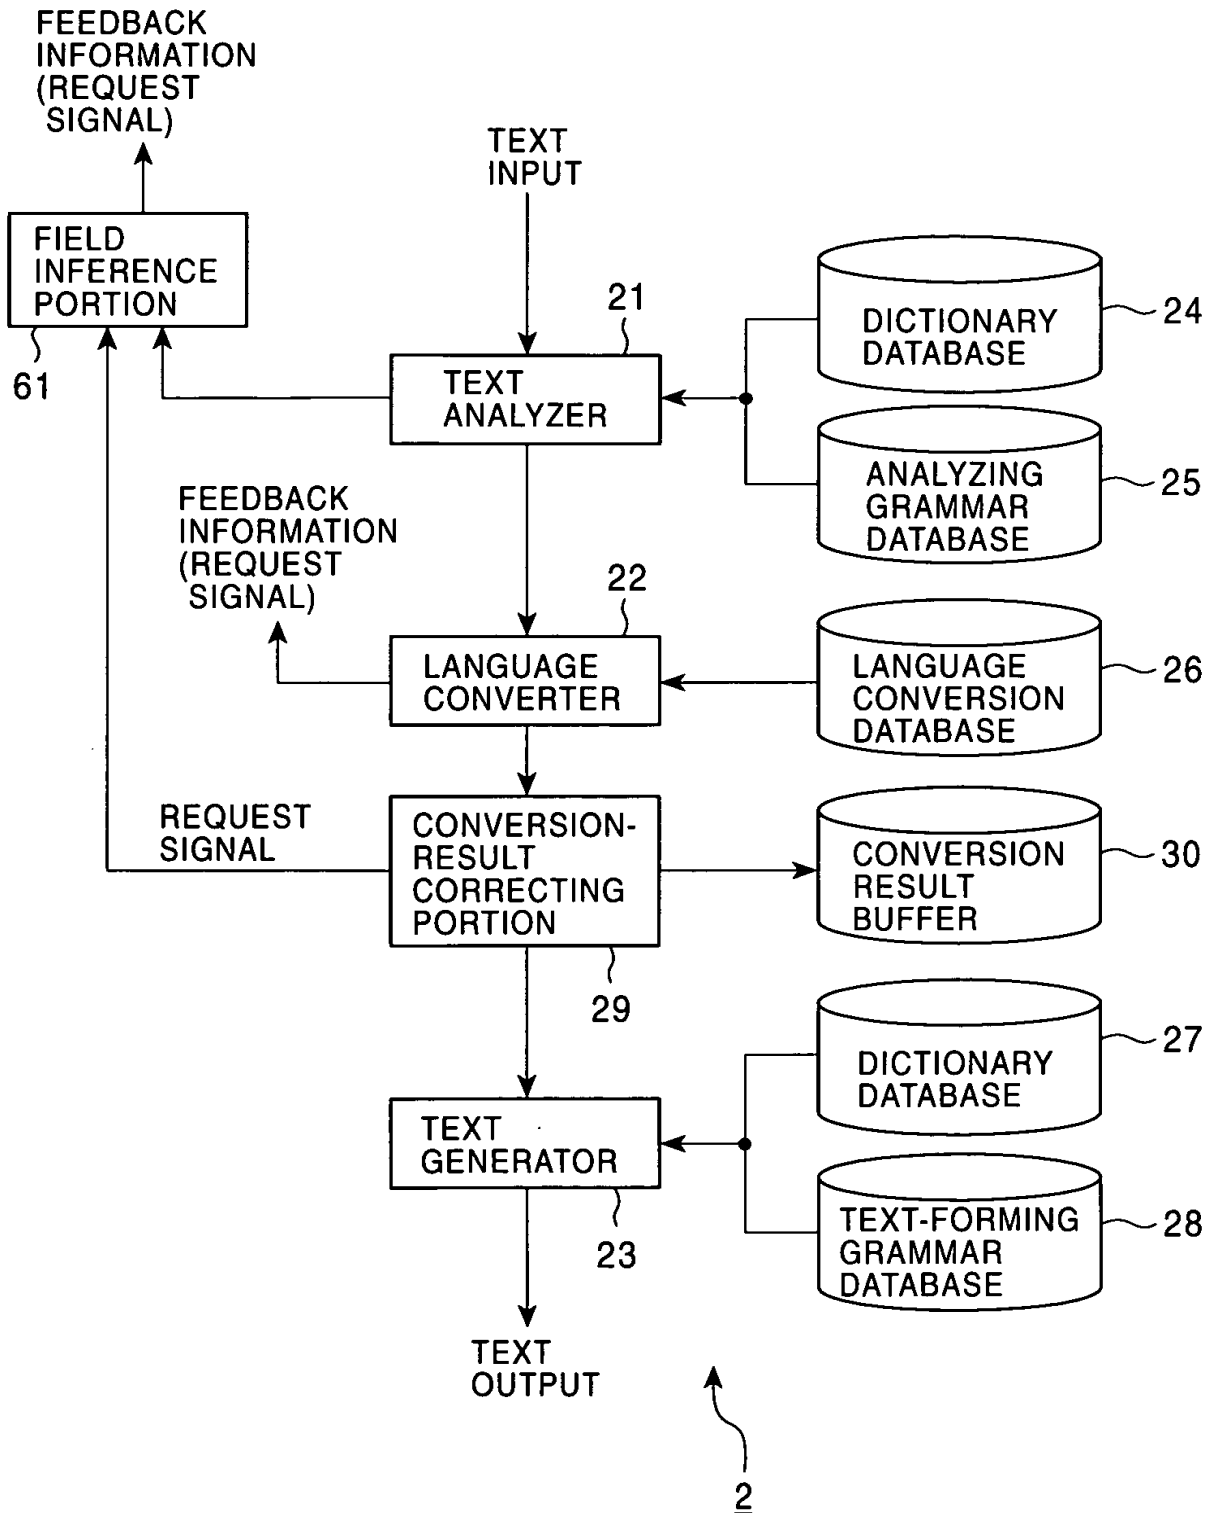 FEEDBACK
INFORMATION
(REQUEST
SIGNAL)
TEXT
INPUT
FIELD
INFERENCE
PORTION
61
21
TEXT
ANALYZER
DICTIONARY
DATABASE
24
ANALYZING
GRAMMAR
DATABASE
25
FEEDBACK
INFORMATION
(REQUEST
SIGNAL)
22
LANGUAGE
CONVERTER
LANGUAGE
CONVERSION
DATABASE
26
REQUEST
SIGNAL
CONVERSION-
RESULT
CORRECTING
PORTION
29
CONVERSION
RESULT
BUFFER
30
DICTIONARY
DATABASE
27
TEXT
GENERATOR
23
TEXT-FORMING
GRAMMAR
DATABASE
28
TEXT
OUTPUT
2